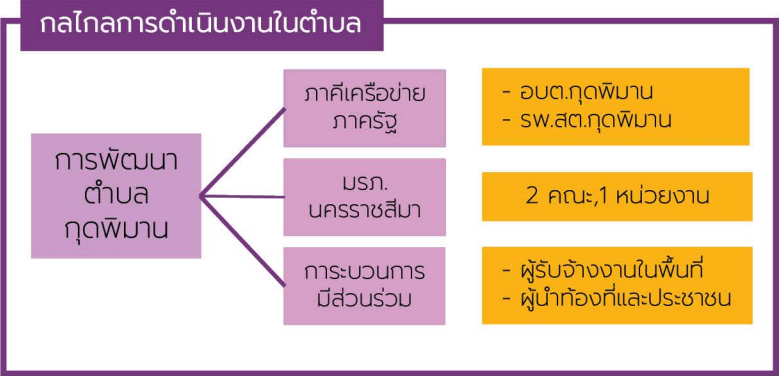 กลไกลการดำเนินงานในตำบล
การพัฒนา
ตำบล
กุดพิมาน
ภาคีเครือข่าย
ภาครัฐ
- อบต.กุดพิมาน
- รพ.สต.กุดพิมาน
มรภ.
นครราชสีมา
2 คณะ,1 หน่วยงาน
การะบวนการ
มีส่วนร่วม
- ผู้รับจ้างงานในพื้นที่
- ผู้นำท้องที่และประชาชน